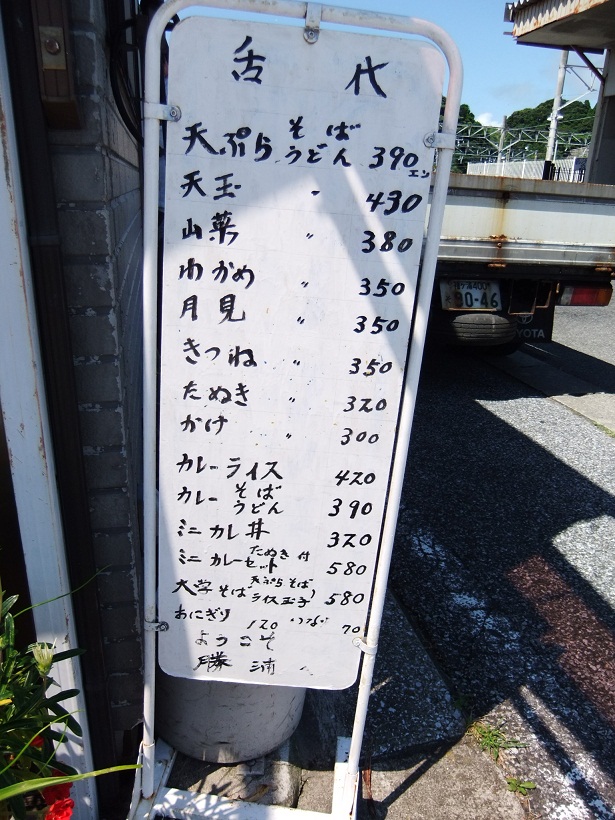 舌代
天ぷら そば うどん 390エン
天玉 〃 430
山菜 〃 380
わかめ 〃 350
月見 〃 350
きつね 〃 350
たぬき 〃 320
かけ 〃 300
カレーライス 420
カレー そば うどん 390
ミニカレ丼 320
ミニカレーセット たぬき付 580
大学そば 天ぷらそば ライス玉子) 580
おにぎり 120 いなり 70
ようこそ
勝浦へ
90-46
TOYOTA